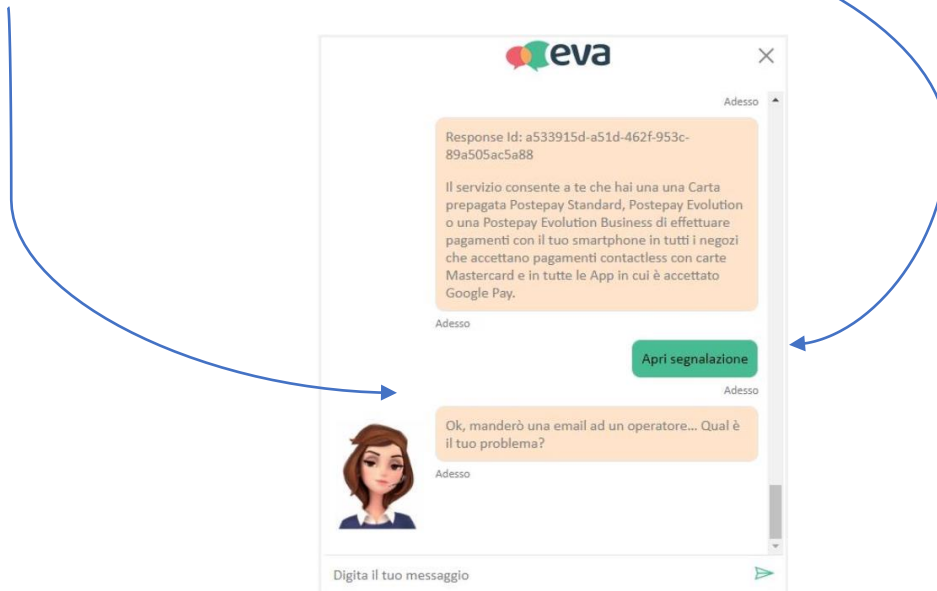 eva
Adesso
Response Id: a533915d-a51d-462f-953c-
89a505ac5a88
Il servizio consente a te che hai una una Carta
prepagata Postepay Standard, Postepay Evolution
o una Postepay Evolution Business di effettuare
pagamenti con il tuo smartphone in tutti i negozi
che accettano pagamenti contactless con carte
Mastercard e in tutte le App in cui è accettato
Google Pay.
Adesso
Apri segnalazione
Adesso
Ok, manderò una email ad un operatore... Qual è
il tuo problema?
Adesso
Digita il tuo messaggio